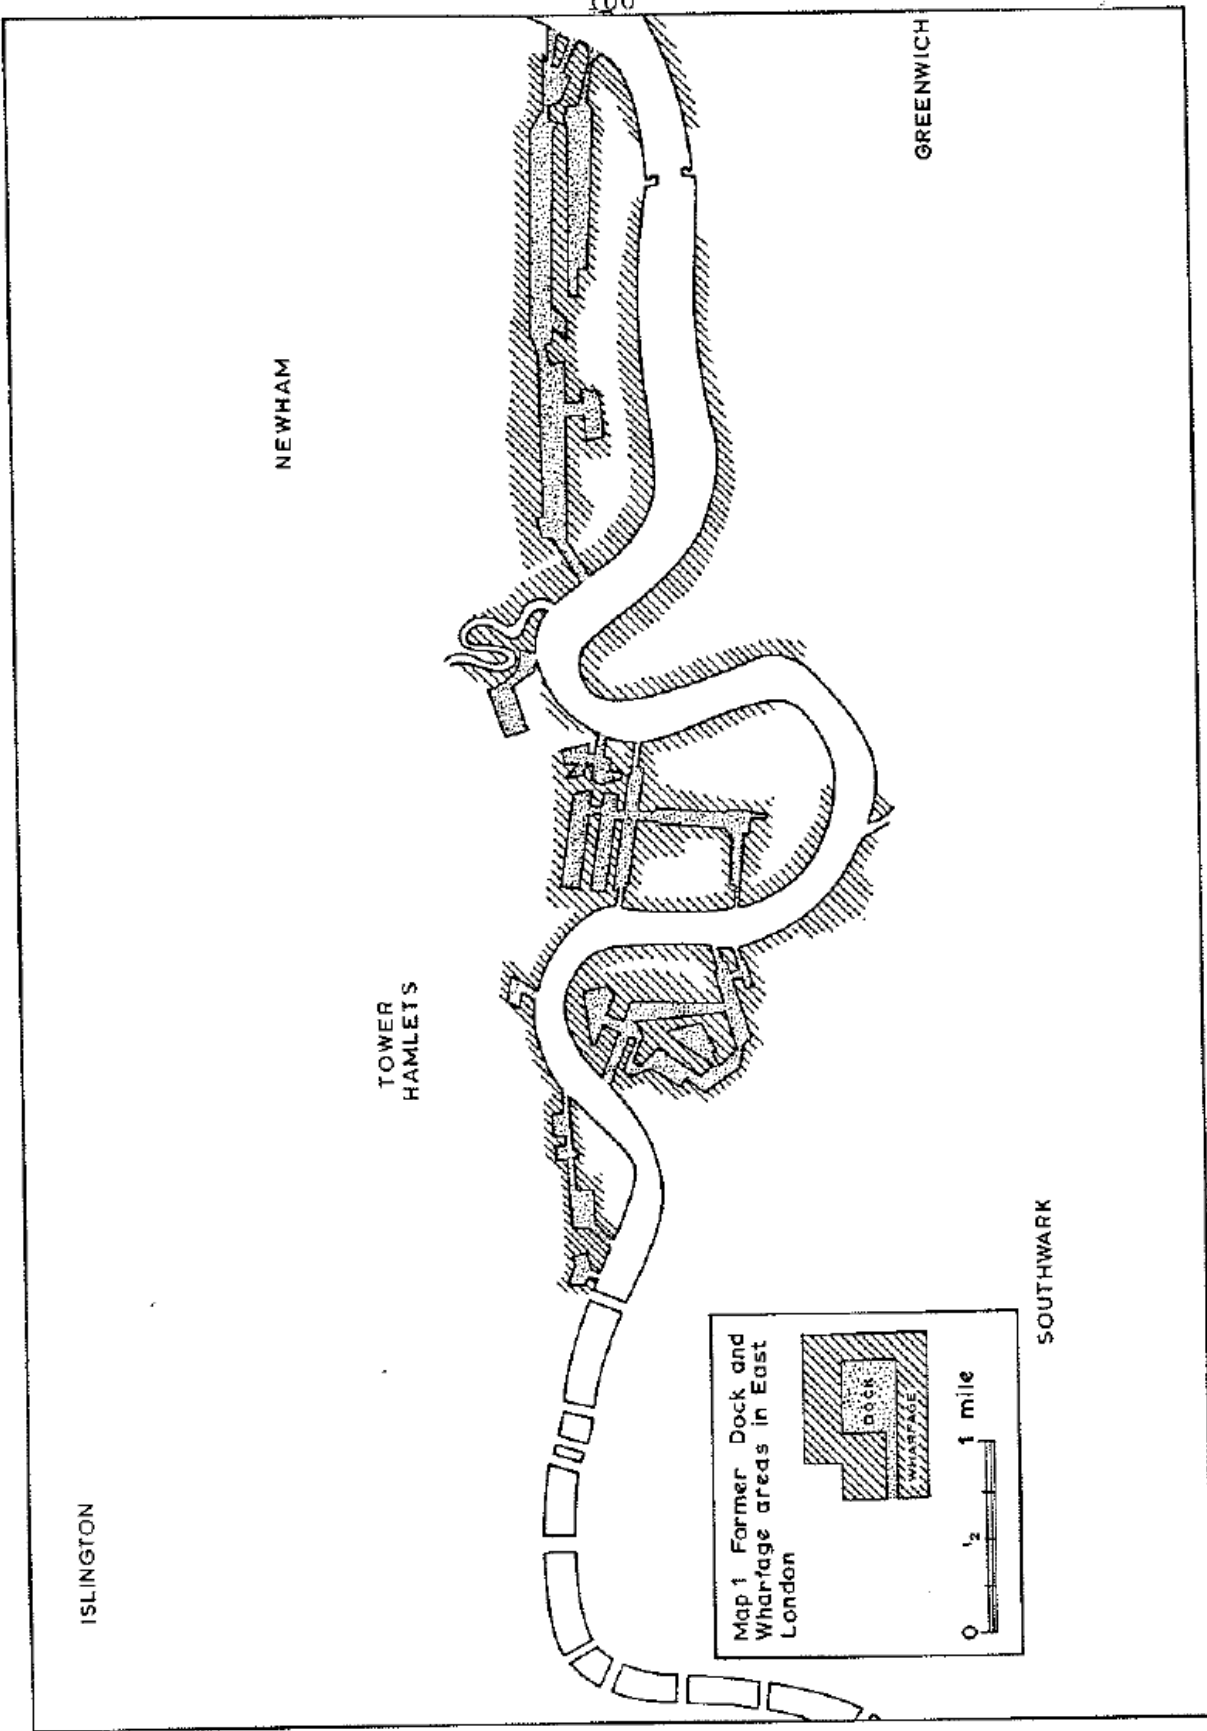 100
ISLINGTON
NEWHAM
TOWER
HAMLETS
GREENWICH
SOUTHWARK
Map 1 Former Dock and
Wharfage areas in East
London
DOCK
WHARFAGE
0 1/2 1 mile